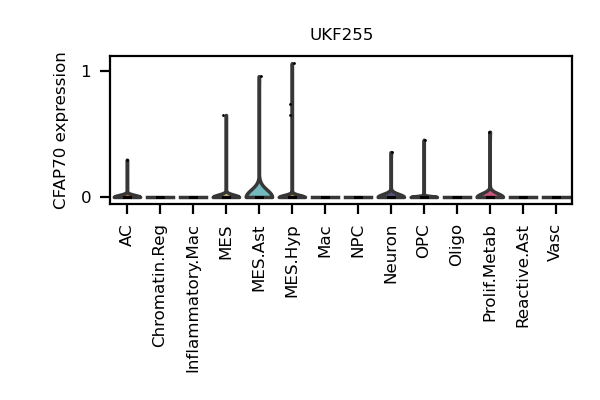 UKF255
CFAP70 expression
1
0
AC
Chromatin.Reg
Inflammatory.Mac
MES
MES.Ast
MES.Hyp
Mac
NPC
Neuron
OPC
Oligo
Prolif.Metab
Reactive.Ast
Vasc